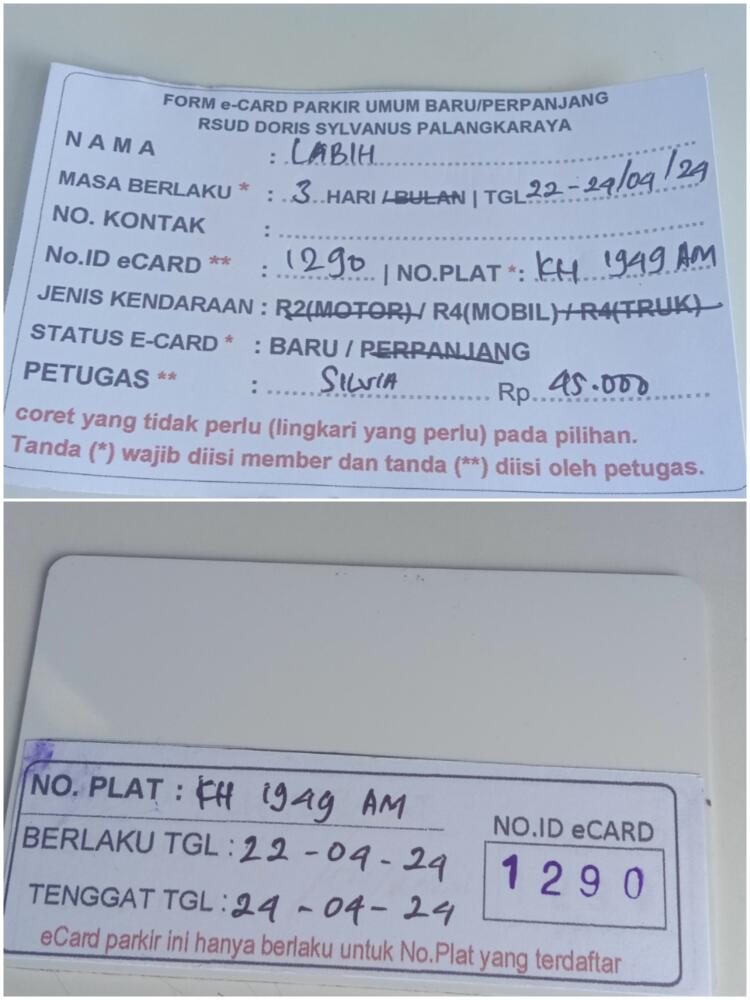 FORM e-CARD PARKIR UMUM BARU/PERPANJANG
RSUD DORIS SYLVANUS PALANGKARAYA
NAMA : LABIH
MASA BERLAKU * : 3 HARI /BULAN | TGL 22-24/04/24
NO. KONTAK :
No.ID eCARD ** : 1290 | NO.PLAT *: KH 1949 AM
JENIS KENDARAAN : R2(MOTOR)/ R4(MOBIL)/ R4(TRUK)
STATUS E-CARD * : BARU / PERPANJANG
PETUGAS ** : SILVIA Rp. 45.000
coret yang tidak perlu (lingkari yang perlu) pada pilihan.
Tanda (*) wajib diisi member dan tanda (**) diisi oleh petugas.
NO. PLAT : KH 1949 AM
BERLAKU TGL : 22-04-24
TENGGAT TGL : 24-04-24
NO.ID eCARD
1290
eCard parkir ini hanya berlaku untuk No.Plat yang terdaftar